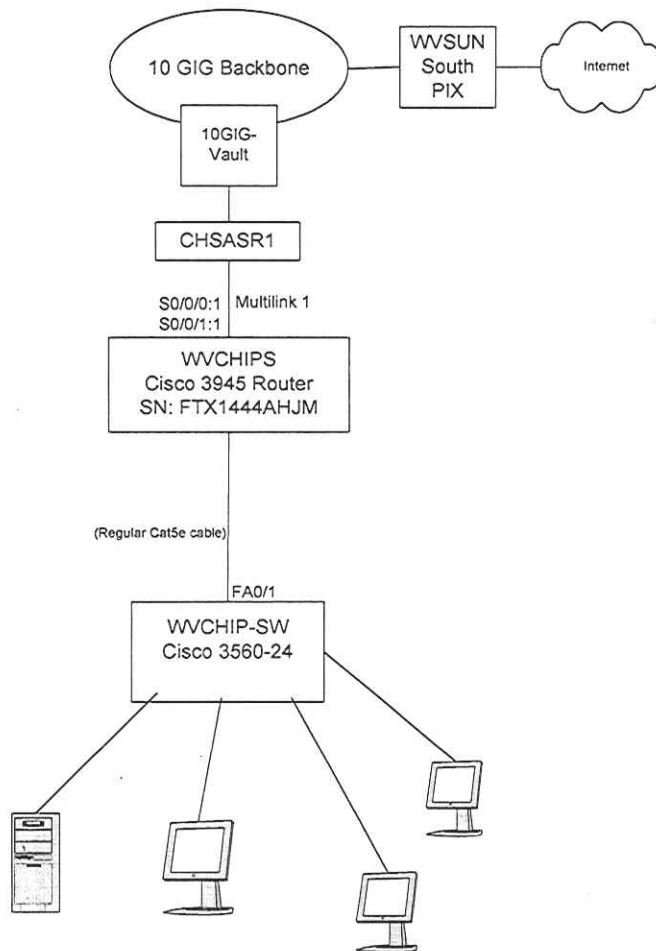 10 GIG Backbone
WVSUN
South
PIX
Internet
10GIG-
Vault
CHSASR1
S0/0/0:1
S0/0/1:1
Multilink 1
WVCHIPS
Cisco 3945 Router
SN: FTX1444AHJM
(Regular Cat5e cable)
FA0/1
WVCHIP-SW
Cisco 3560-24